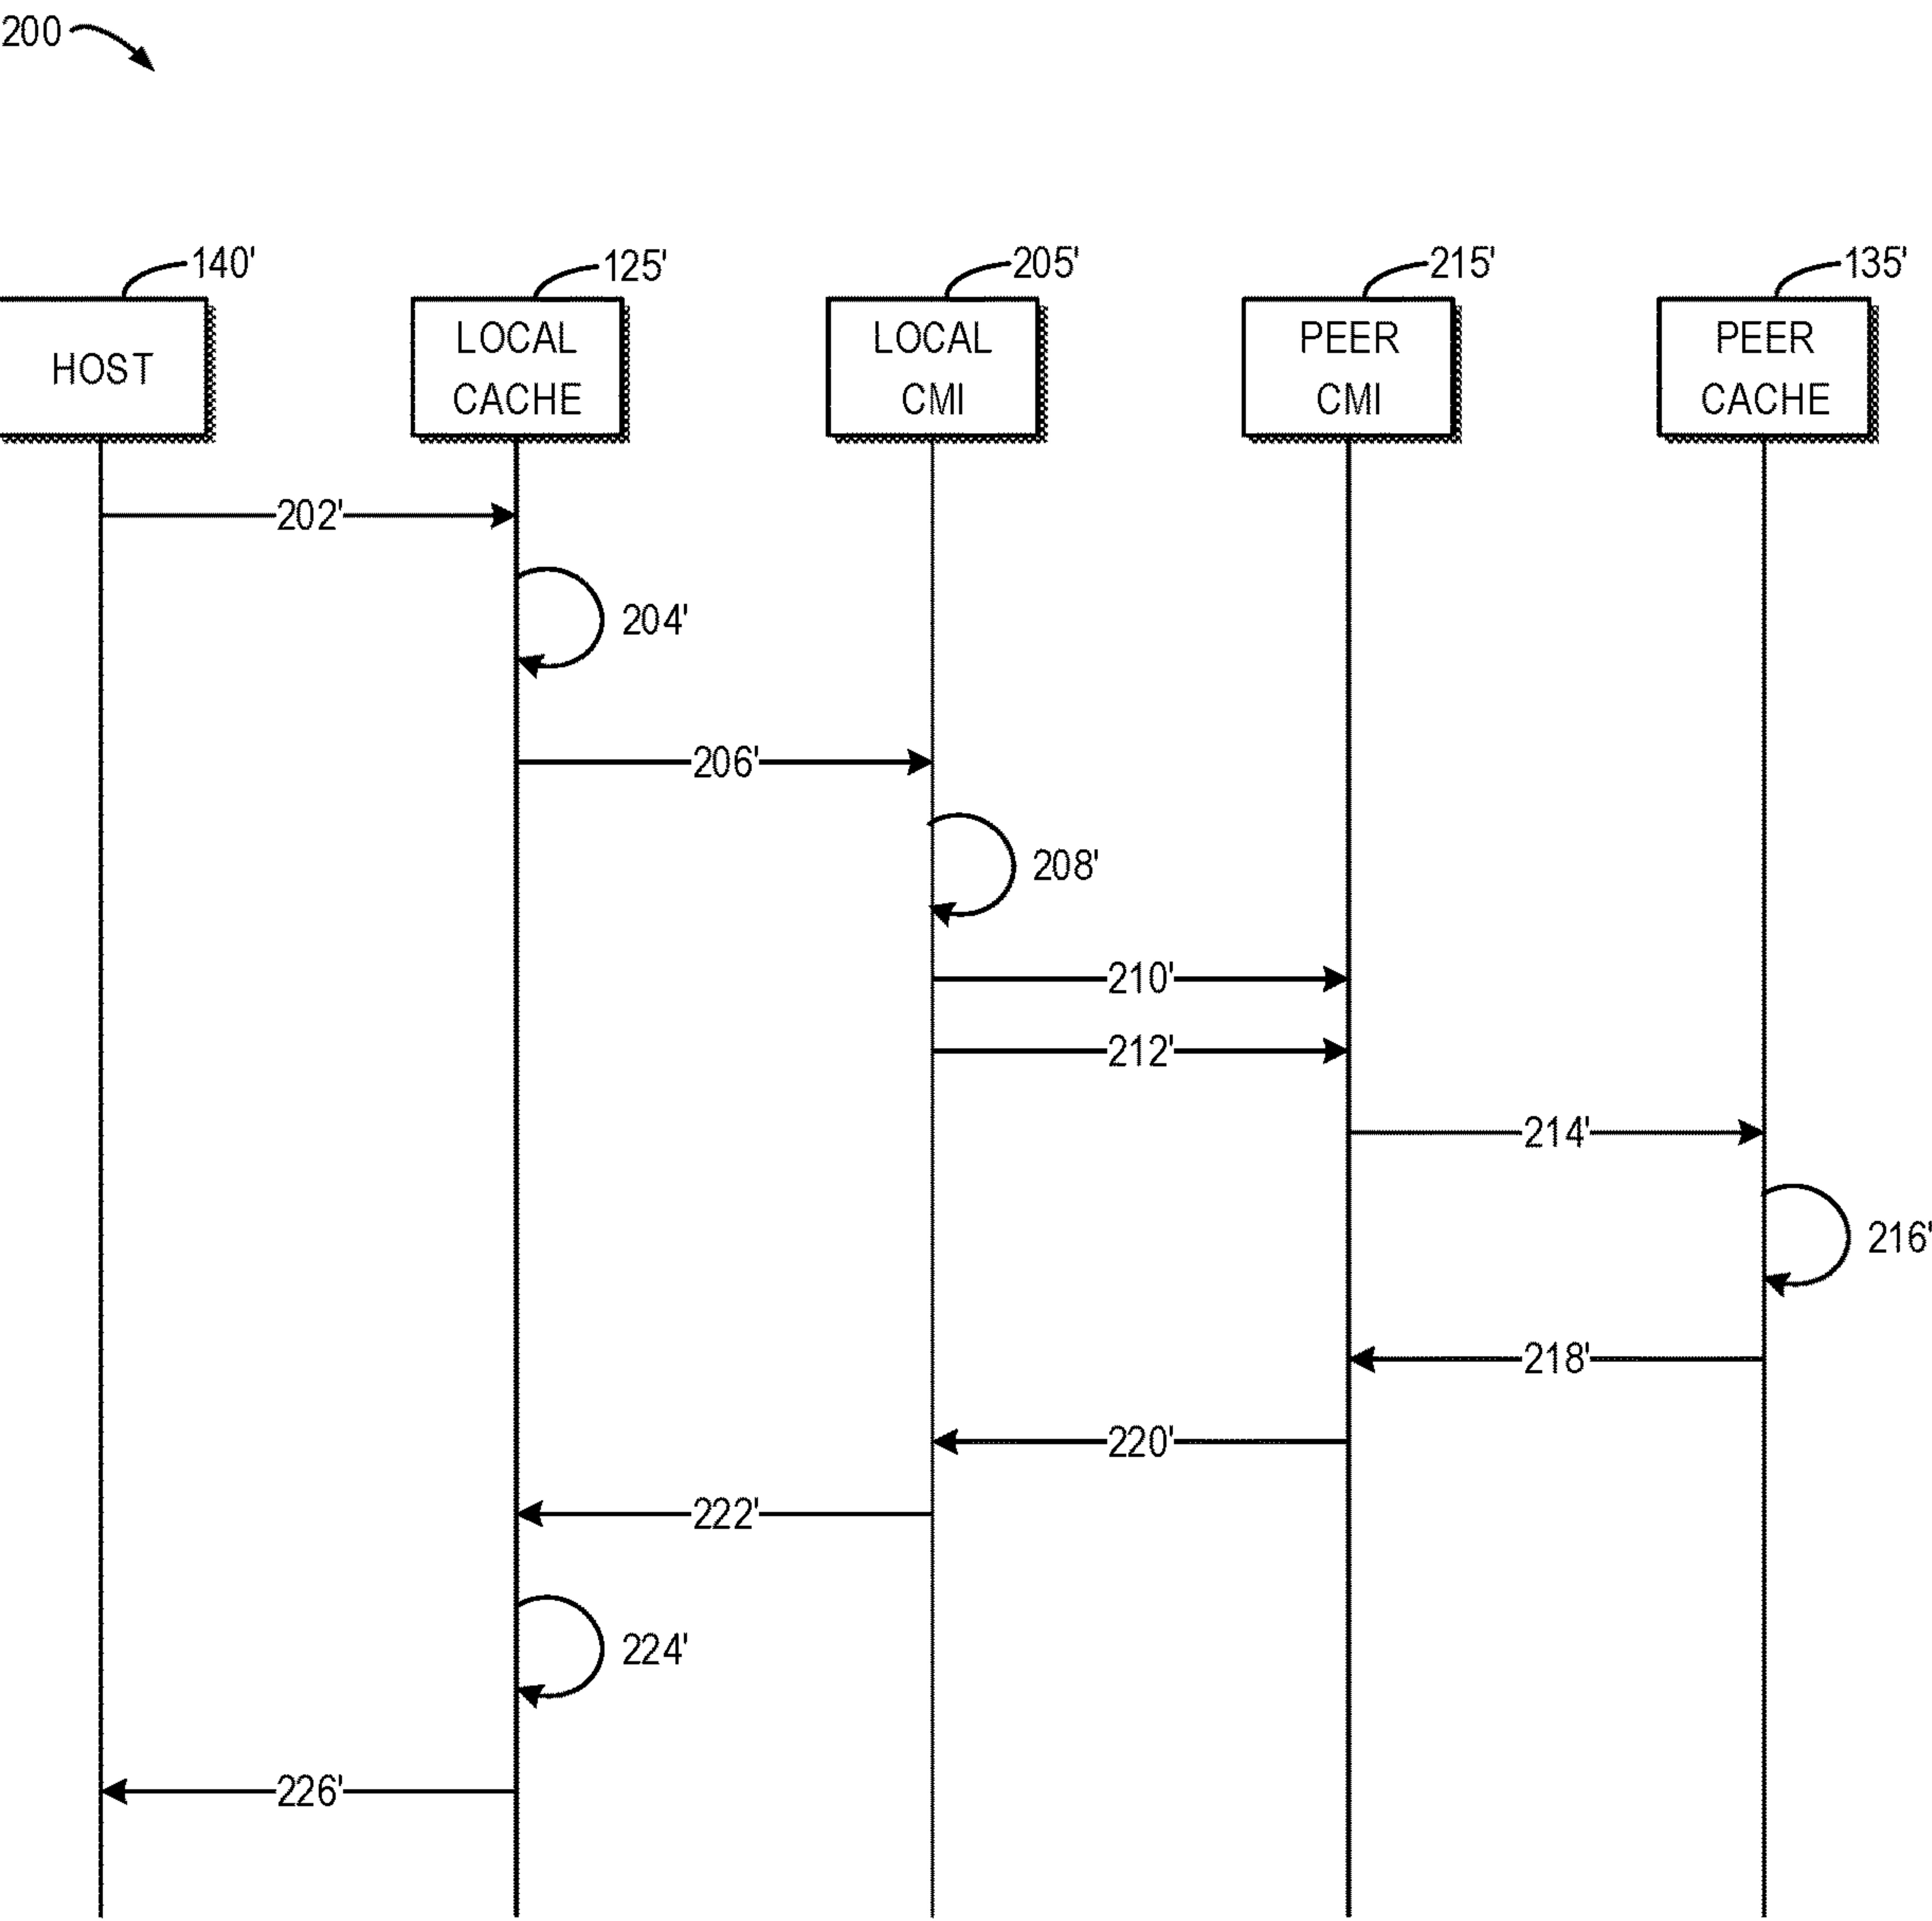 200
140'
125'
205'
215'
135'
HOST
LOCAL
CACHE
LOCAL
CMI
PEER
CMI
PEER
CACHE
202'
204'
206'
208'
210'
212'
214'
216'
218'
220'
222'
224'
226'